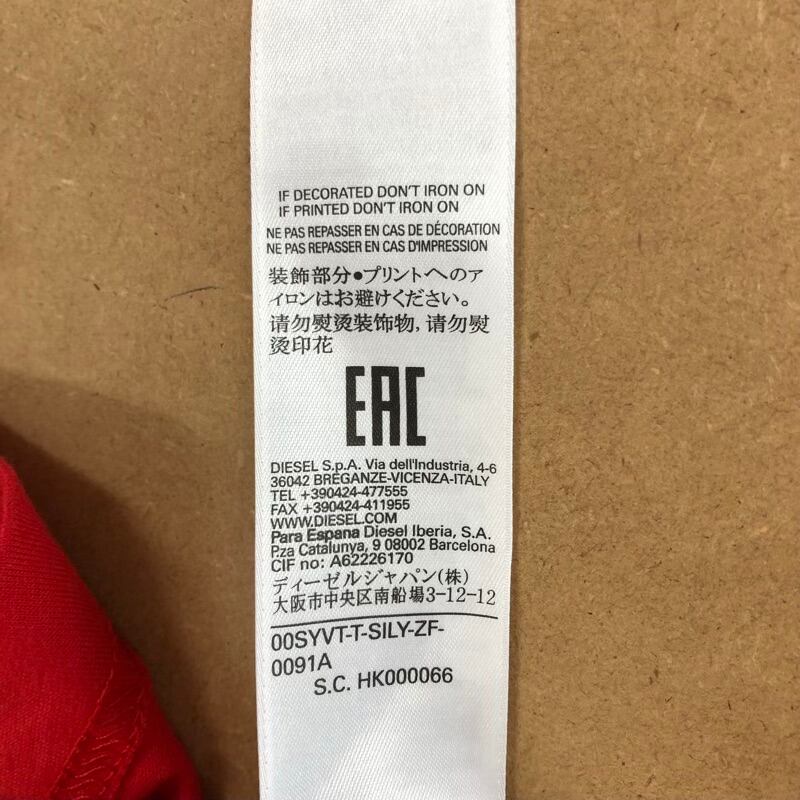 IF DECORATED DON'T IRON ON
IF PRINTED DON'T IRON ON
NE PAS REPASSER EN CAS DE DÉCORATION
NE PAS REPASSER EN CAS D'IMPRESSION
装飾部分●プリントへのア
イロンはお避けください。
请勿熨烫装饰物, 请勿熨
烫印花
EAC
DIESEL S.p.A. Via dell'Industria, 4-6
36042 BREGANZE-VICENZA-ITALY
TEL +390424-477555
FAX +390424-411955
WWW.DIESEL.COM
Para Espana Diesel Iberia, S.A.
P.za Catalunya, 9 08002 Barcelona
CIF no: A62226170
ディーゼルジャパン(株)
大阪市中央区南船場3-12-12
00SYVT-T-SILY-ZF-
0091A
S.C. HK000066